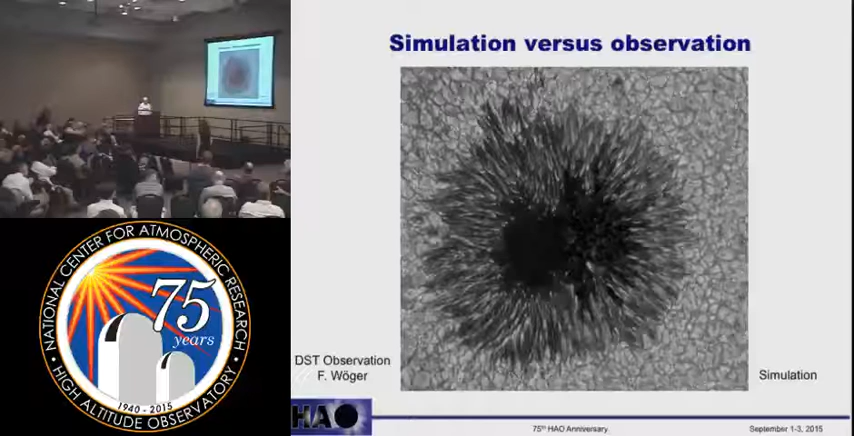 Simulation versus observation
DST Observation
F. Wöger
Simulation
HAO
75th HAO Anniversary
September 1-3, 2015
NATIONAL CENTER FOR ATMOSPHERIC RESEARCH
75
years
1940 - 2015
HIGH ALTITUDE OBSERVATORY